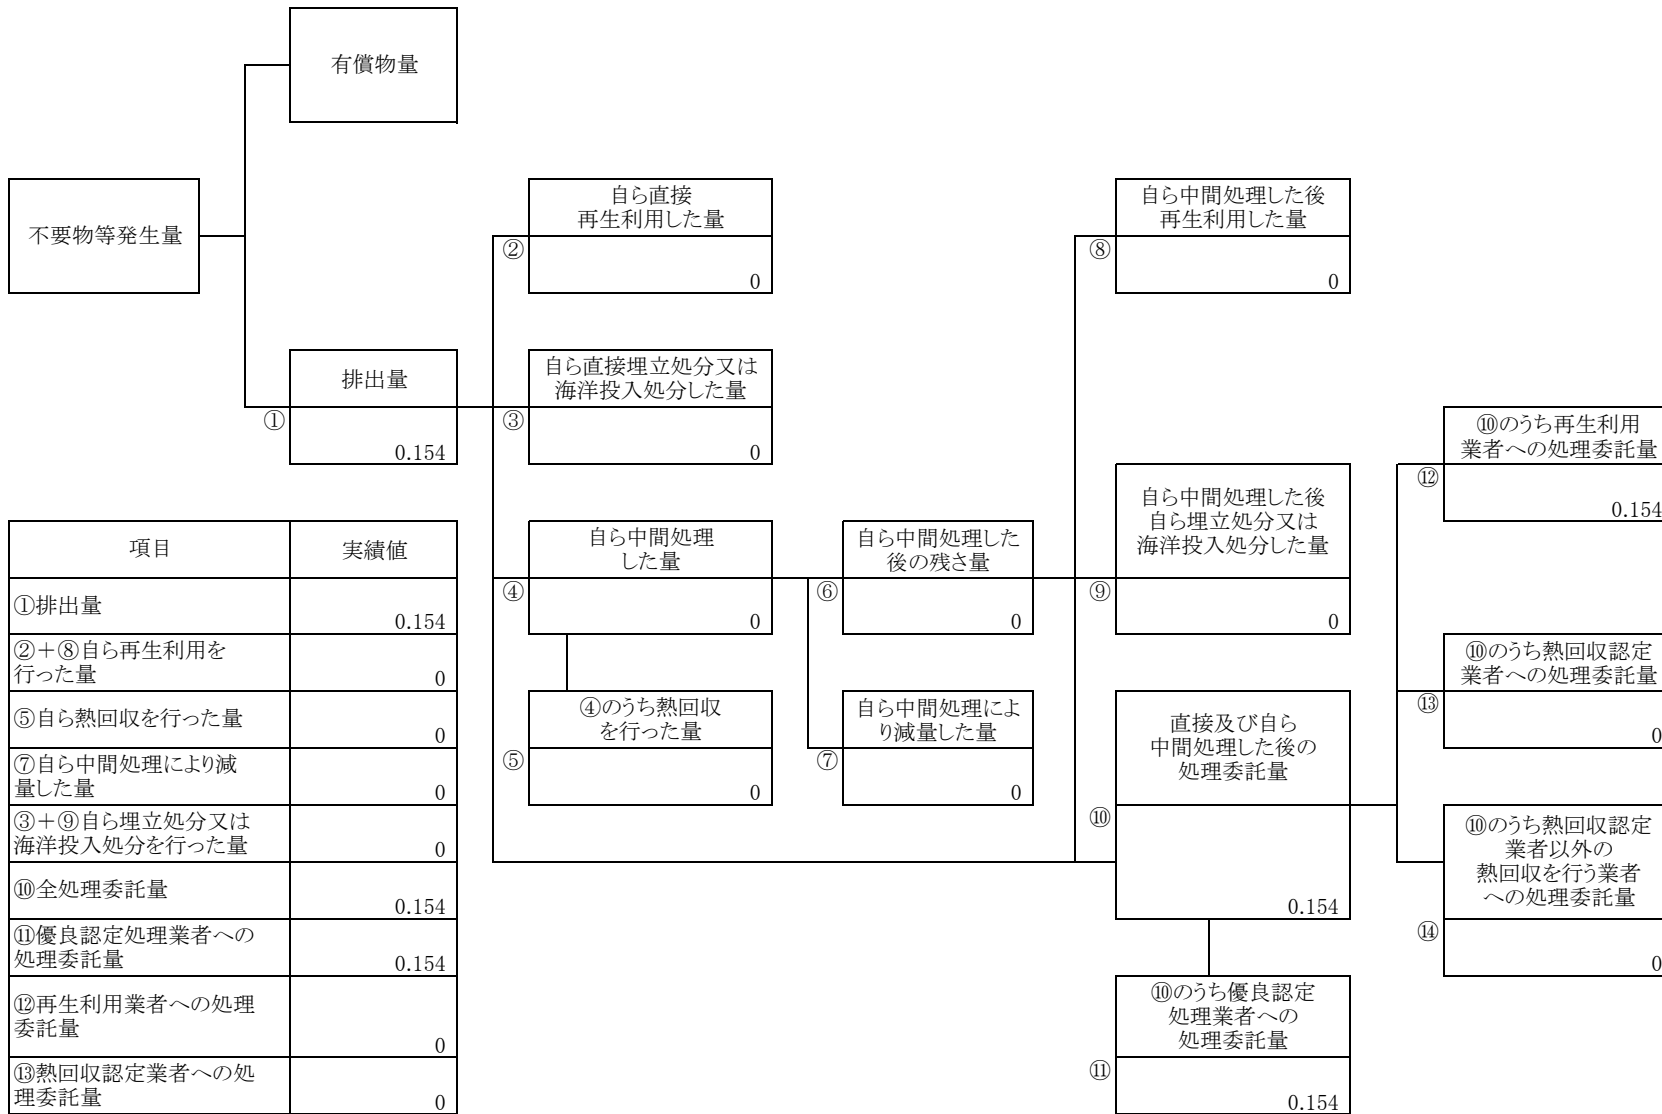 有償物量
不要物等発生量
自ら直接
再生利用した量
②
0
自ら中間処理した後
再生利用した量
⑧
0
排出量
①
0.154
自ら直接埋立処分又は
海洋投入処分した量
③
0
⑩のうち再生利用
業者への処理委託量
⑫
0.154
自ら中間処理
した量
④
0
自ら中間処理した
後の残さ量
⑥
0
自ら中間処理した後
自ら埋立処分又は
海洋投入処分した量
⑨
0
⑩のうち熱回収認定
業者への処理委託量
⑬
0
④のうち熱回収
を行った量
⑤
0
自ら中間処理によ
り減量した量
⑦
0
直接及び自ら
中間処理した後の
処理委託量
⑩
0.154
⑩のうち熱回収認定
業者以外の
熱回収を行う業者
への処理委託量
⑭
0
⑩のうち優良認定
処理業者への
処理委託量
⑪
0.154
項目 実績値
①排出量 0.154
②+⑧自ら再生利用を
行った量 0
⑤自ら熱回収を行った量 0
⑦自ら中間処理により減
量した量 0
③+⑨自ら埋立処分又は
海洋投入処分を行った量 0
⑩全処理委託量 0.154
⑪優良認定処理業者への
処理委託量 0.154
⑫再生利用業者への処理
委託量 0
⑬熱回収認定業者への処
理委託量 0